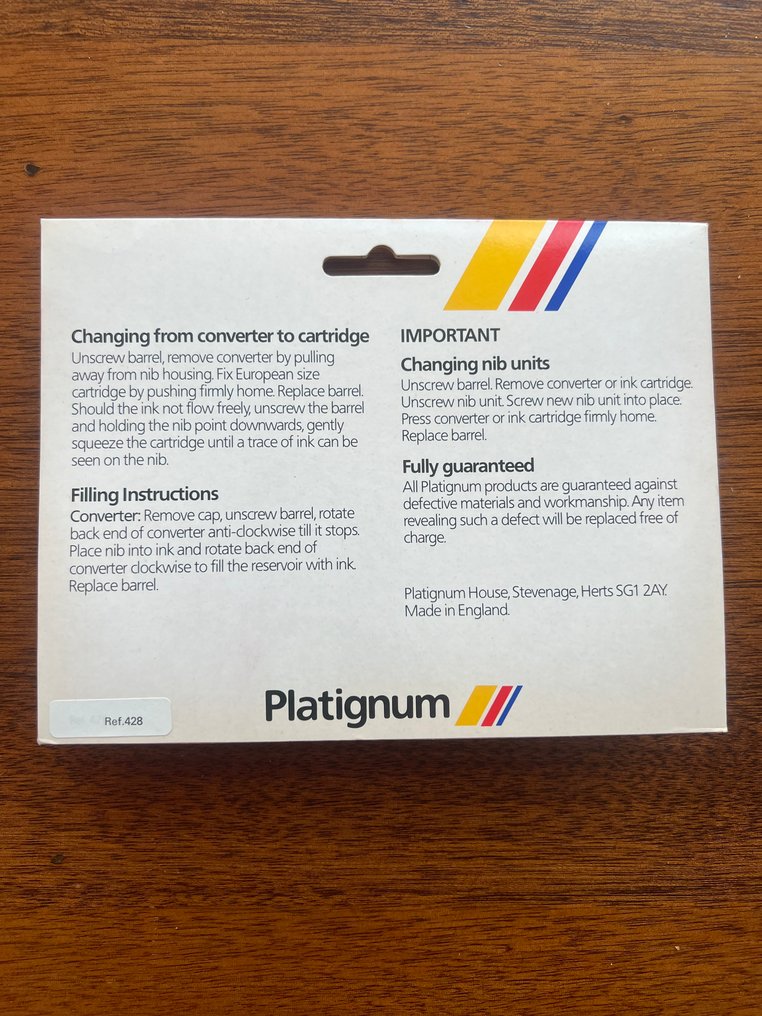 Changing from converter to cartridge
Unscrew barrel, remove converter by pulling
away from nib housing. Fix European size
cartridge by pushing firmly home. Replace barrel.
Should the ink not flow freely, unscrew the barrel
and holding the nib point downwards, gently
squeeze the cartridge until a trace of ink can be
seen on the nib.
Filling Instructions
Converter: Remove cap, unscrew barrel, rotate
back end of converter anti-clockwise till it stops.
Place nib into ink and rotate back end of
converter clockwise to fill the reservoir with ink.
Replace barrel.
IMPORTANT
Changing nib units
Unscrew barrel. Remove converter or ink cartridge.
Unscrew nib unit. Screw new nib unit into place.
Press converter or ink cartridge firmly home.
Replace barrel.
Fully guaranteed
All Platignum products are guaranteed against
defective materials and workmanship. Any item
revealing such a defect will be replaced free of
charge.
Platignum House, Stevenage, Herts SG1 2AY.
Made in England.
Platignum
Ref.428